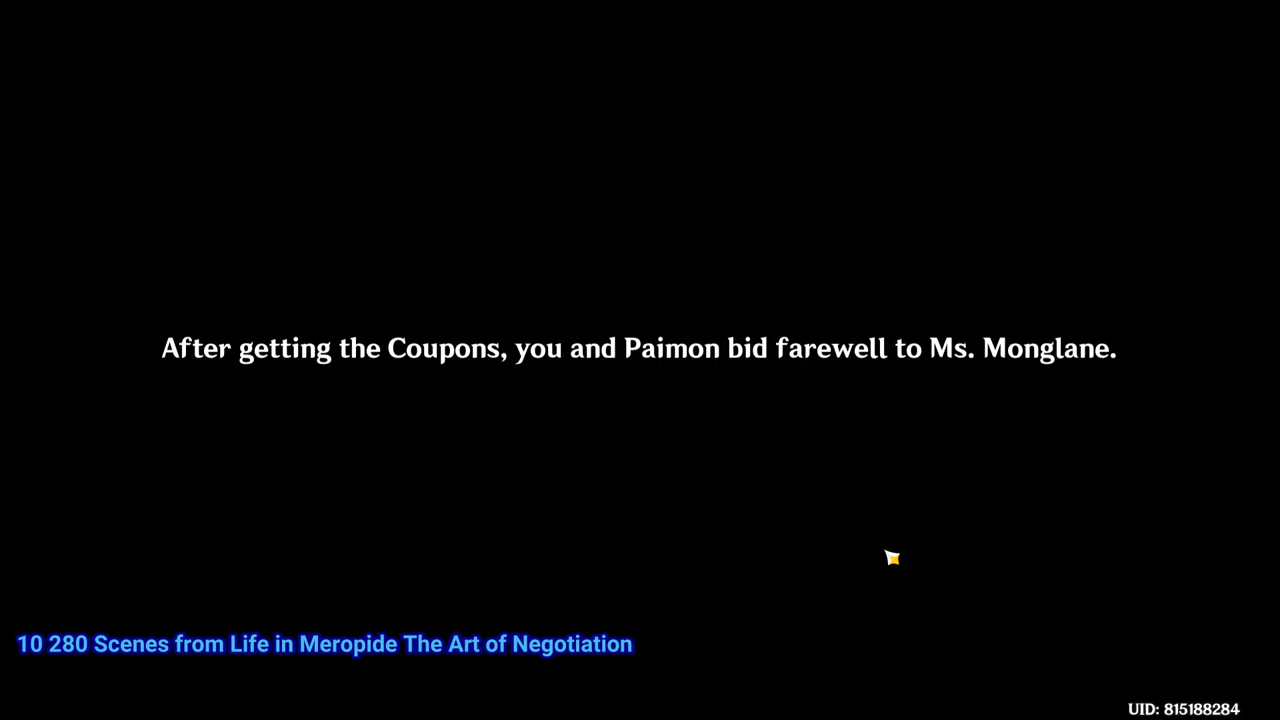 After getting the Coupons, you and Paimon bid farewell to Ms. Monglane.
10 280 Scenes from Life in Meropide The Art of Negotiation
UID: 815188284